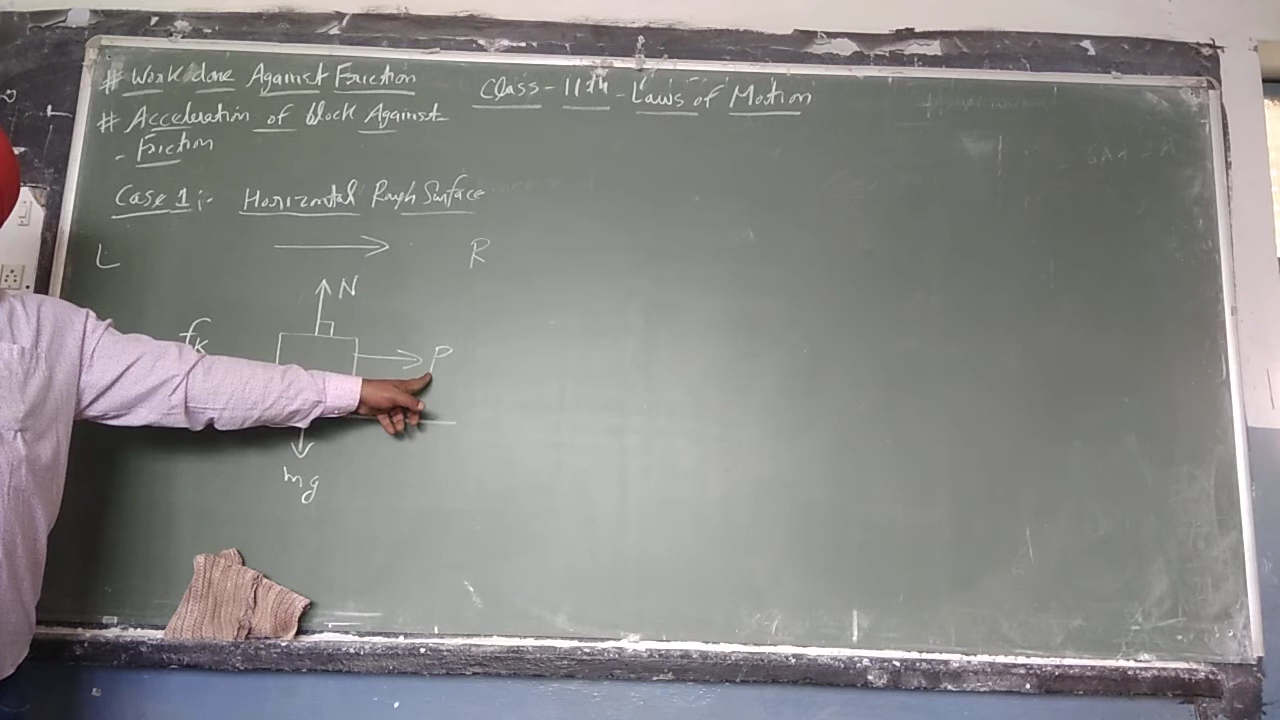 # Work done Against Friction
Class - 11th - Laws of Motion
# Acceleration of block Against
- Friction
Case 1 :- Horizontal Rough Surface
L R
N
fK
P
mg